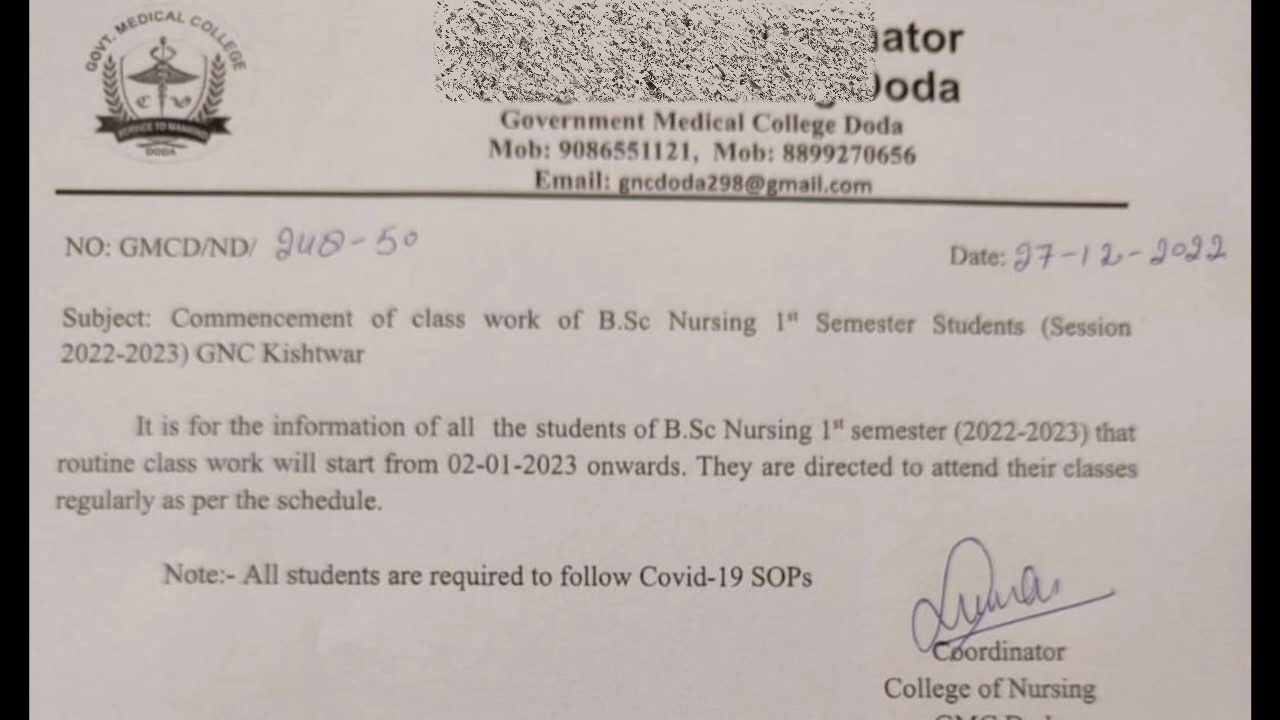 GOVT. MEDICAL COLLEGE
SERVICE TO MANKIND
DODA
Government Medical College Doda
Mob: 9086551121, Mob: 8899270656
Email: gncdoda298@gmail.com
NO: GMCD/ND/ 248-50
Date: 27-12-2022
Subject: Commencement of class work of B.Sc Nursing 1st Semester Students (Session
2022-2023) GNC Kishtwar
It is for the information of all the students of B.Sc Nursing 1st semester (2022-2023) that
routine class work will start from 02-01-2023 onwards. They are directed to attend their classes
regularly as per the schedule.
Note:- All students are required to follow Covid-19 SOPs
Coordinator
College of Nursing